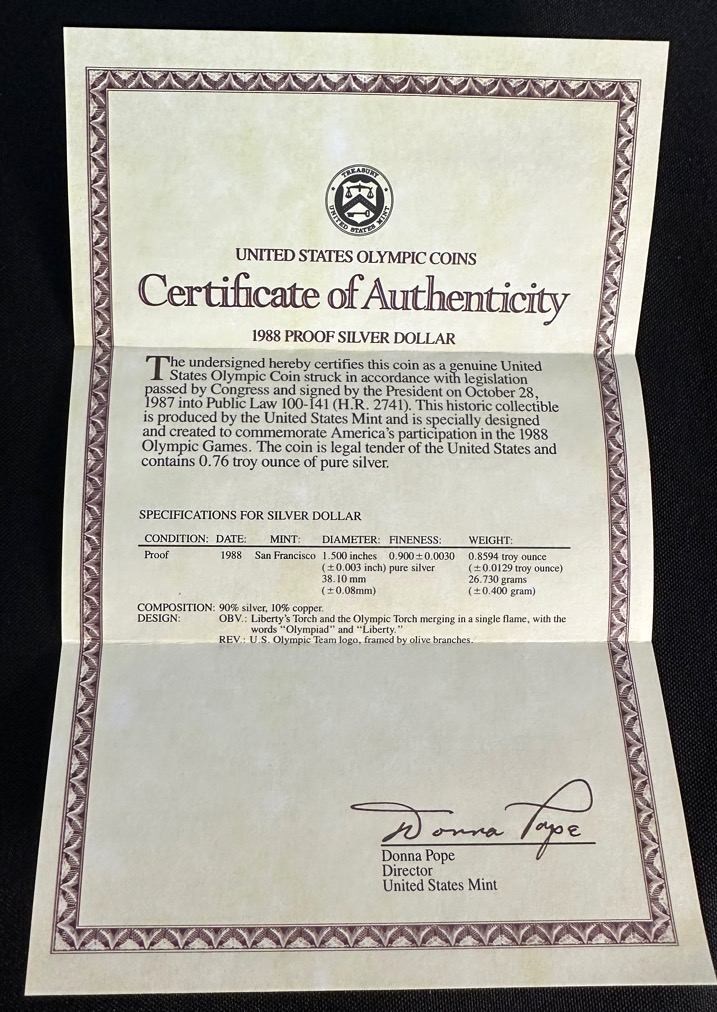 TREASURY
UNITED STATES MINT
UNITED STATES OLYMPIC COINS
Certificate of Authenticity
1988 PROOF SILVER DOLLAR
The undersigned hereby certifies this coin as a genuine United
States Olympic Coin struck in accordance with legislation
passed by Congress and signed by the President on October 28,
1987 into Public Law 100-141 (H.R. 2741). This historic collectible
is produced by the United States Mint and is specially designed
and created to commemorate America's participation in the 1988
Olympic Games. The coin is legal tender of the United States and
contains 0.76 troy ounce of pure silver.
SPECIFICATIONS FOR SILVER DOLLAR
CONDITION: DATE: MINT: DIAMETER: FINENESS: WEIGHT:
Proof 1988 San Francisco 1.500 inches 0.900±0.0030 0.8594 troy ounce
(±0.003 inch) pure silver (±0.0129 troy ounce)
38.10 mm 26.730 grams
(±0.08mm) (±0.400 gram)
COMPOSITION: 90% silver, 10% copper.
DESIGN: OBV.: Liberty's Torch and the Olympic Torch merging in a single flame, with the
words "Olympiad" and "Liberty."
REV.: U.S. Olympic Team logo, framed by olive branches.
Donna Pope
Donna Pope
Director
United States Mint